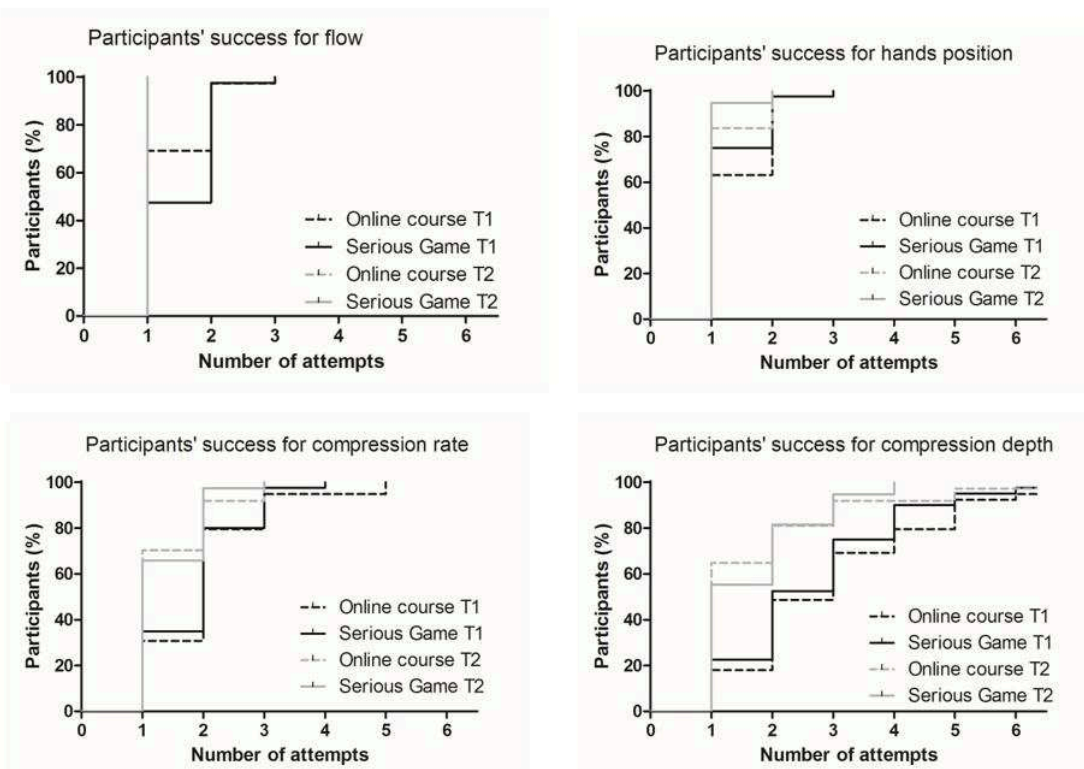 Participants' success for flow
Participants (%)
100
80
60
40
20
0
0 1 2 3 4 5 6
Number of attempts
Online course T1
Serious Game T1
Online course T2
Serious Game T2
Participants' success for hands position
Participants (%)
100
80
60
40
20
0
0 1 2 3 4 5 6
Number of attempts
Online course T1
Serious Game T1
Online course T2
Serious Game T2
Participants' success for compression rate
Participants (%)
100
80
60
40
20
0
0 1 2 3 4 5 6
Number of attempts
Online course T1
Serious Game T1
Online course T2
Serious Game T2
Participants' success for compression depth
Participants (%)
100
80
60
40
20
0
0 1 2 3 4 5 6
Number of attempts
Online course T1
Serious Game T1
Online course T2
Serious Game T2